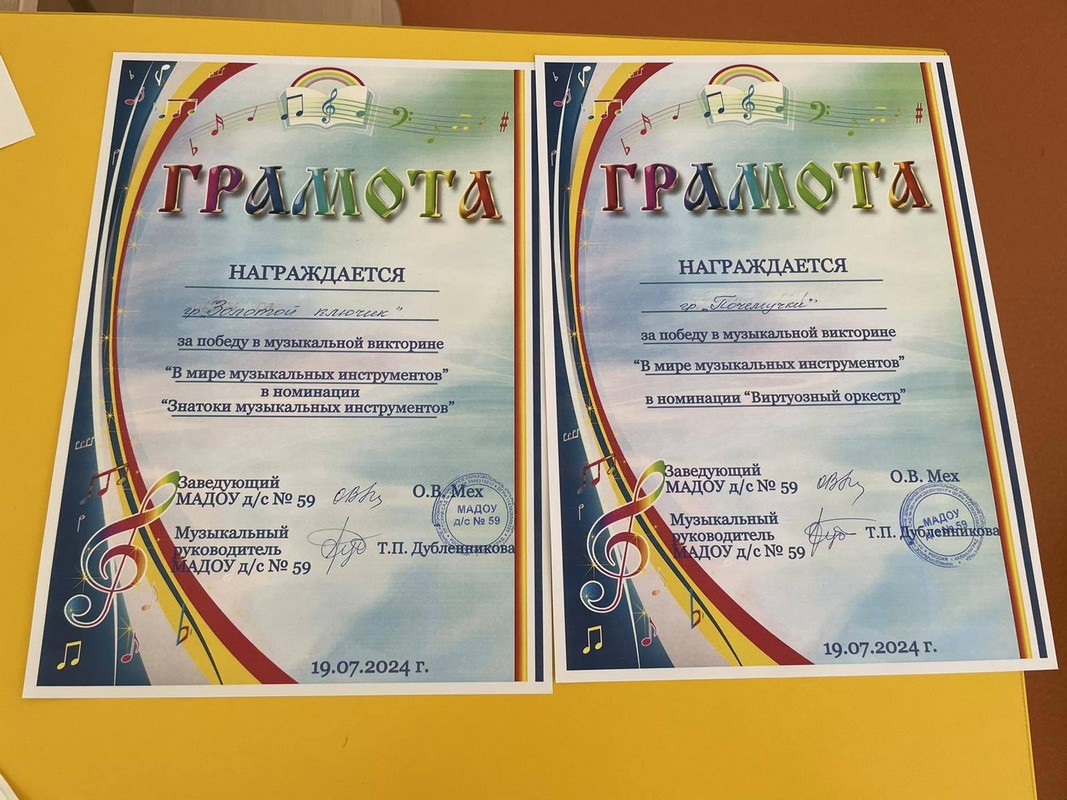 ГРАМОТА
НАГРАЖДАЕТСЯ
гр. „Золотой ключик"
за победу в музыкальной викторине
“В мире музыкальных инструментов”
в номинации
“Знатоки музыкальных инструментов”
Заведующий
МАДОУ д/с № 59
О.В. Мех
Музыкальный
руководитель
МАДОУ д/с № 59
Т.П. Дубленникова
МАДОУ
д/с № 59
19.07.2024 г.
ГРАМОТА
НАГРАЖДАЕТСЯ
гр. „Почемучки"
за победу в музыкальной викторине
“В мире музыкальных инструментов”
в номинации “Виртуозный оркестр”
Заведующий
МАДОУ д/с № 59
О.В. Мех
Музыкальный
руководитель
МАДОУ д/с № 59
Т.П. Дубленникова
МАДОУ
№ 59
19.07.2024 г.